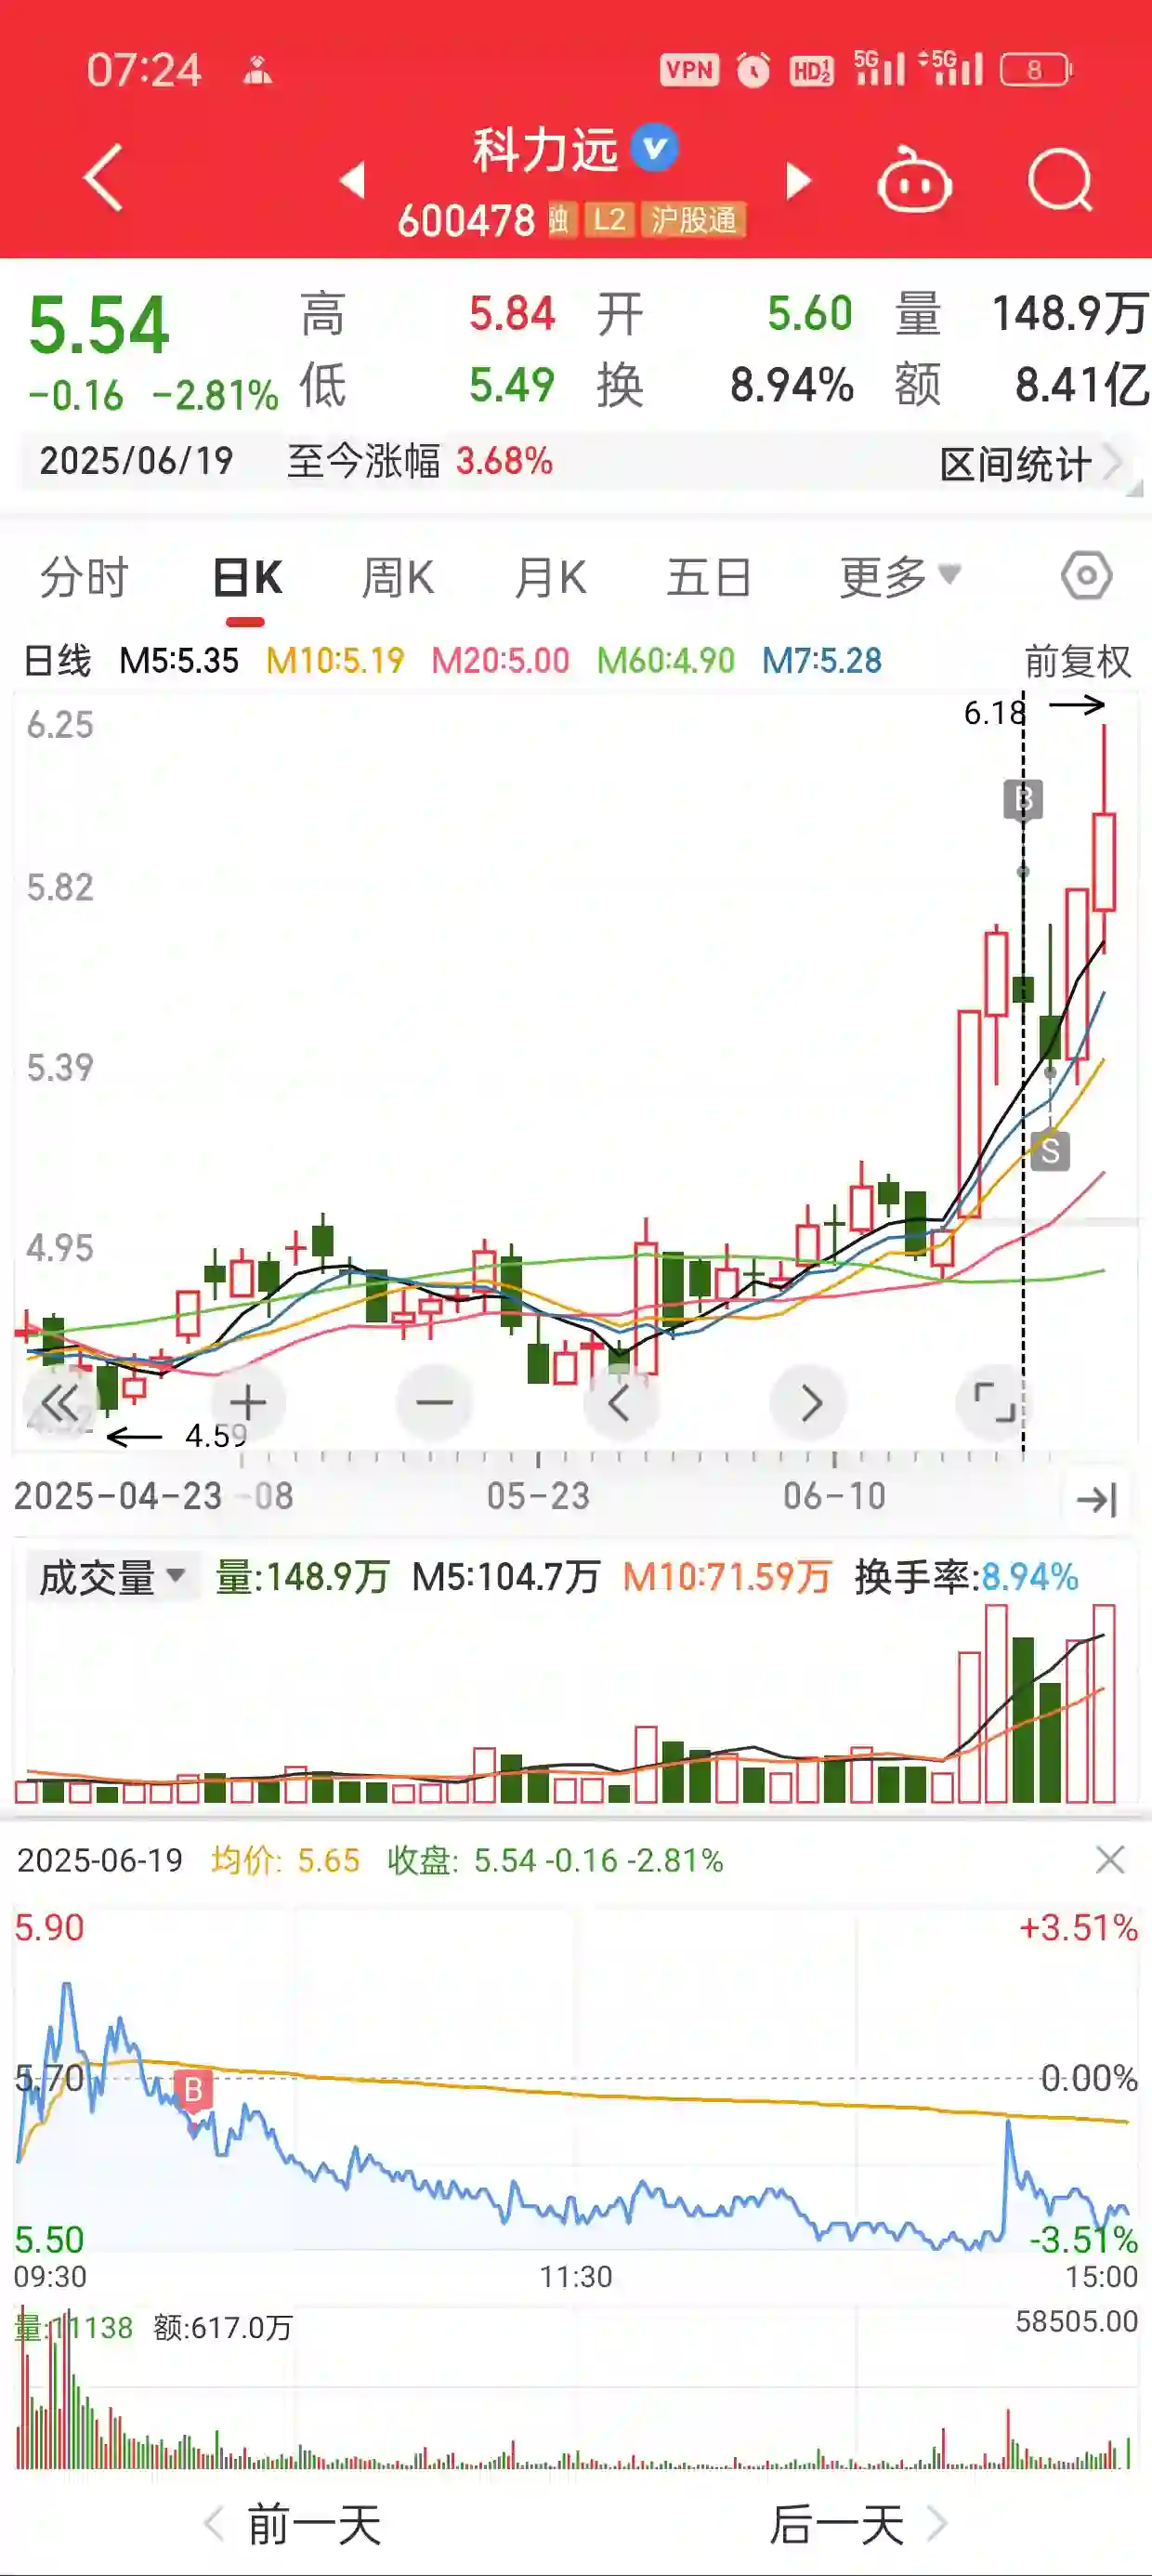 07:24 VPN HD 1 2 5G 5G 8
科力远
600478 融 L2 沪股通
5.54 高 5.84 开 5.60 量 148.9万
-0.16 -2.81% 低 5.49 换 8.94% 额 8.41亿
2025/06/19 至今涨幅 3.68% 区间统计
分时 日K 周K 月K 五日 更多
日线 M5:5.35 M10:5.19 M20:5.00 M60:4.90 M7:5.28 前复权
6.18
6.25
B
5.82
5.39
S
4.95
4.59
2025-04-23 -08 05-23 06-10
成交量 量:148.9万 M5:104.7万 M10:71.59万 换手率:8.94%
2025-06-19 均价: 5.65 收盘: 5.54 -0.16 -2.81%
5.90 +3.51%
5.70 0.00%
B
5.50 -3.51%
09:30 11:30 15:00
量:11138 额:617.0万 58505.00
前一天 后一天